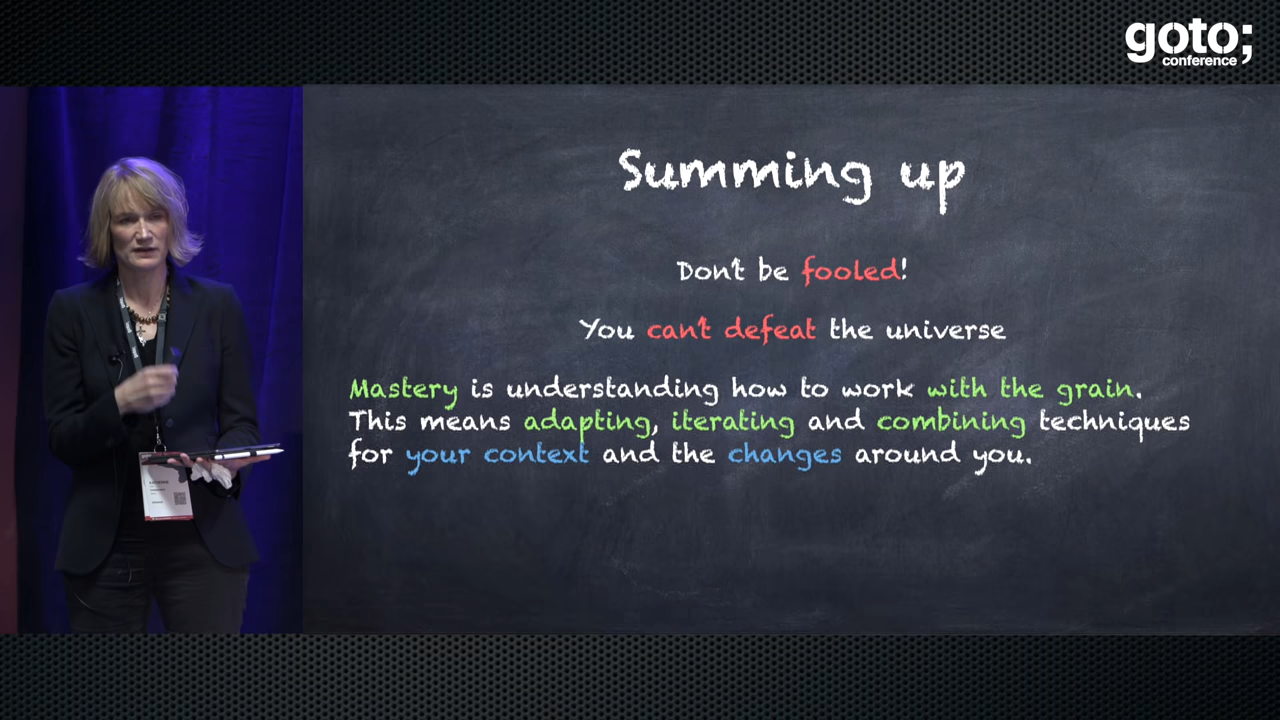 goto;
conference
Summing up
Don't be fooled!
You can't defeat the universe
Mastery is understanding how to work with the grain.
This means adapting, iterating and combining techniques
for your context and the changes around you.